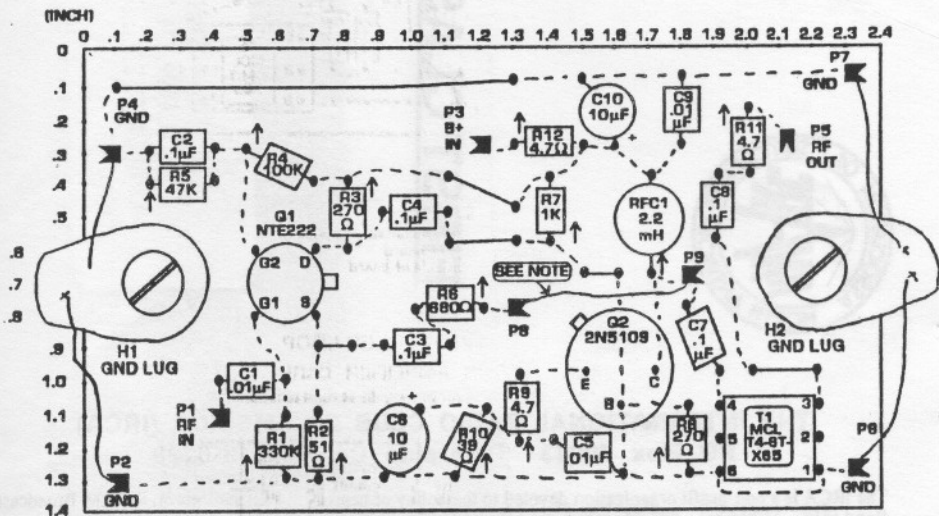 (INCH)
0 .1 .2 .3 .4 .5 .6 .7 .8 .9 1.0 .1 1.2 1.3 1.4 1.5 1.6 1.7 1.8 1.9 2.0 2.1 2.2 2.3 2.4
0
.1
.2
.3
.4
.5
.6
.8
.9
1.0
1.1
1.2
1.3
1.4
P7
GND
P4
GND
C10
10µF
+
C9
.01
µF
P3
B+
IN
R12
4.7Ω
R11
4.7
Ω
P5
RF
OUT
C2
.1µF
R5
47K
R4
100K
R3
270
Ω
C4
.1µF
R7
1K
RFC1
2.2
mH
C8
.1
µF
Q1
NTE222
G2 D
G1 S
SEE NOTE
P9
R6
680Ω
P8
H1
GND LUG
C3
.1µF
Q2
2N5109
E C
B
C7
.1
µF
H2
GND LUG
C1
.01µF
P1
RF
IN
R1
330K
R2
51
Ω
+
C6
10
µF
R10
39
Ω
R9
4.7
Ω
C5
.01µF
R8
270
Ω
4 3
5 2
6 1
T1
MCL
T4-6T-
X65
P6
GND
P2
GND